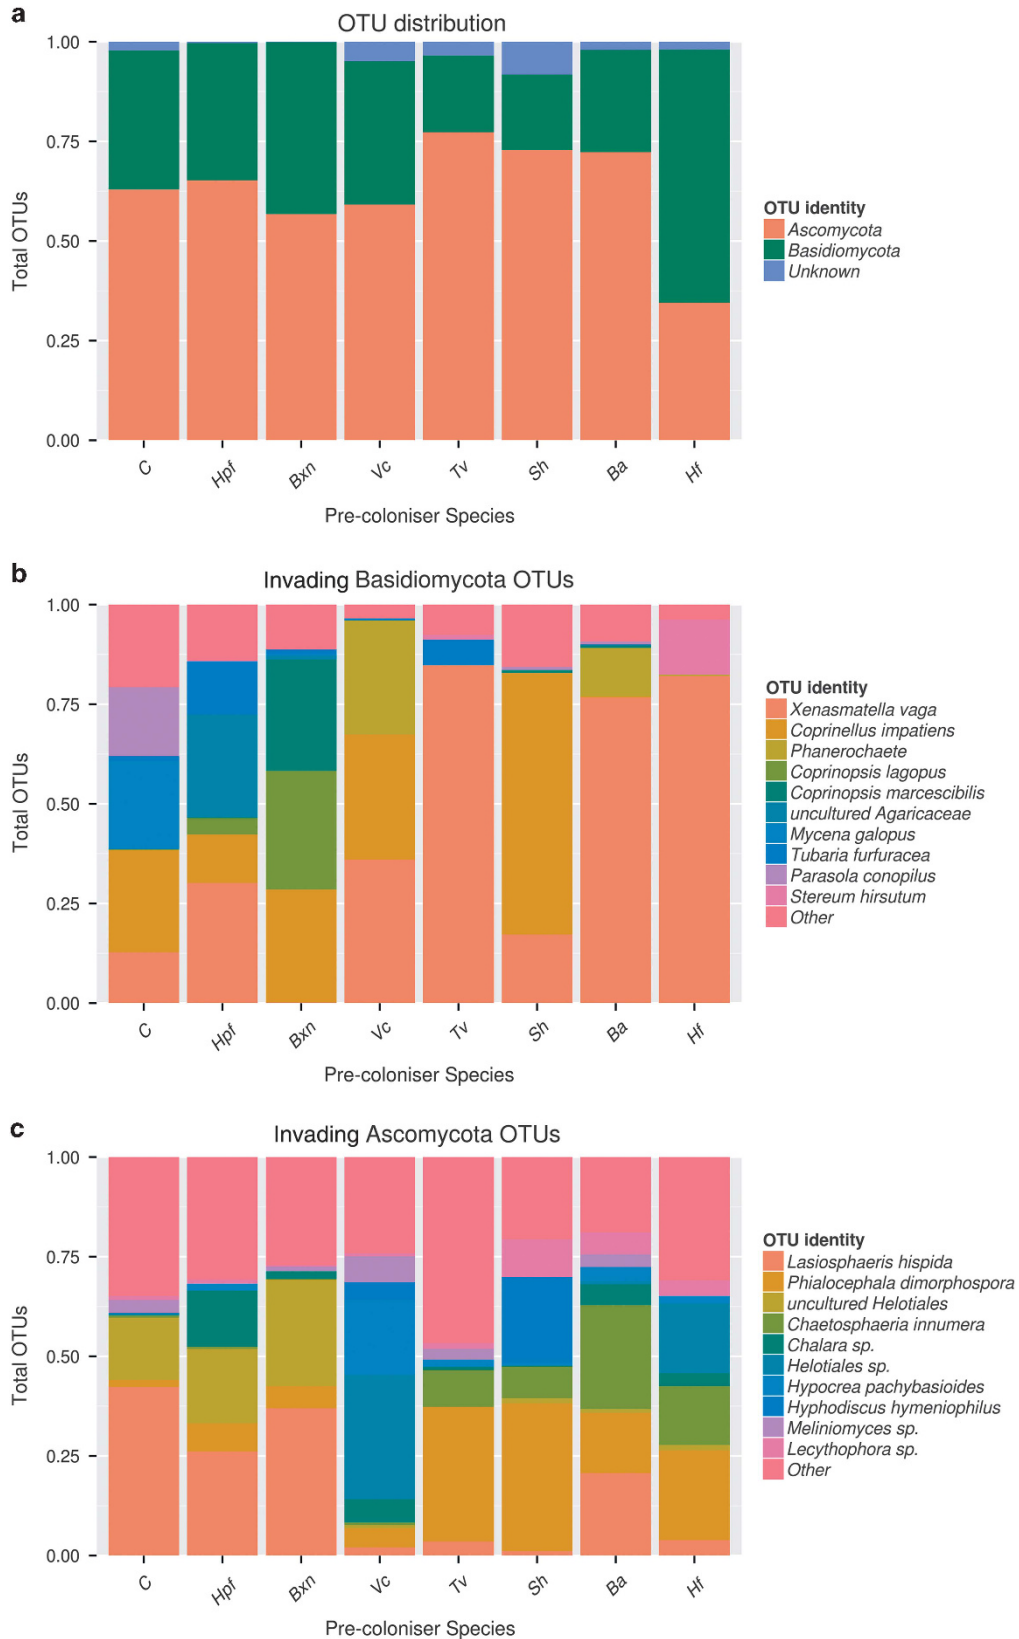 a
OTU distribution
1.00
0.75
0.50
0.25
0.00
Total OTUs
C Hpf Bxn Vc Tv Sh Ba Hf
Pre-coloniser Species
OTU identity
Ascomycota
Basidiomycota
Unknown
b
Invading Basidiomycota OTUs
1.00
0.75
0.50
0.25
0.00
Total OTUs
C Hpf Bxn Vc Tv Sh Ba Hf
Pre-coloniser Species
OTU identity
Xenasmatella vaga
Coprinellus impatiens
Phanerochaete
Coprinopsis lagopus
Coprinopsis marcescibilis
uncultured Agaricaceae
Mycena galopus
Tubaria furfuracea
Parasola conopilus
Stereum hirsutum
Other
c
Invading Ascomycota OTUs
1.00
0.75
0.50
0.25
0.00
Total OTUs
C Hpf Bxn Vc Tv Sh Ba Hf
Pre-coloniser Species
OTU identity
Lasiosphaeris hispida
Phialocephala dimorphospora
uncultured Helotiales
Chaetosphaeria innumera
Chalara sp.
Helotiales sp.
Hypocrea pachybasioides
Hyphodiscus hymeniophilus
Meliniomyces sp.
Lecythophora sp.
Other